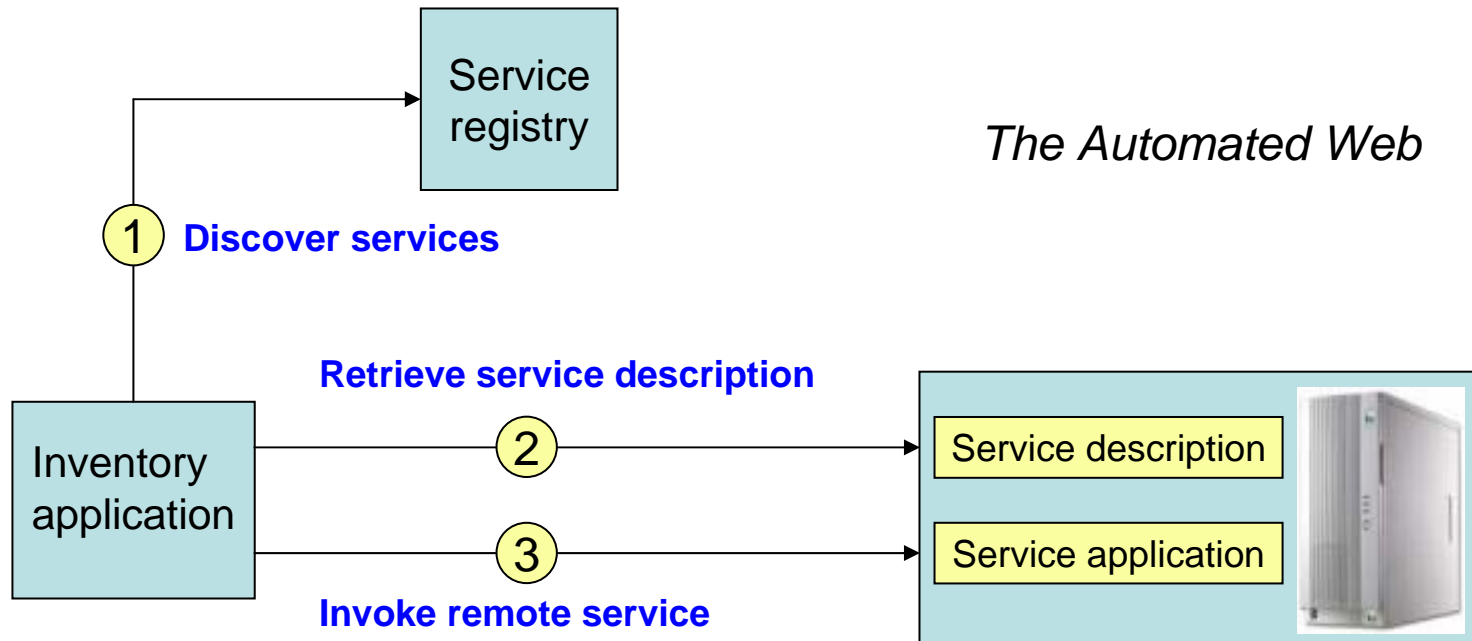 Service
registry
The Automated Web
1
Discover services
Retrieve service description
Inventory
application
2
Service description
3
Service application
Invoke remote service